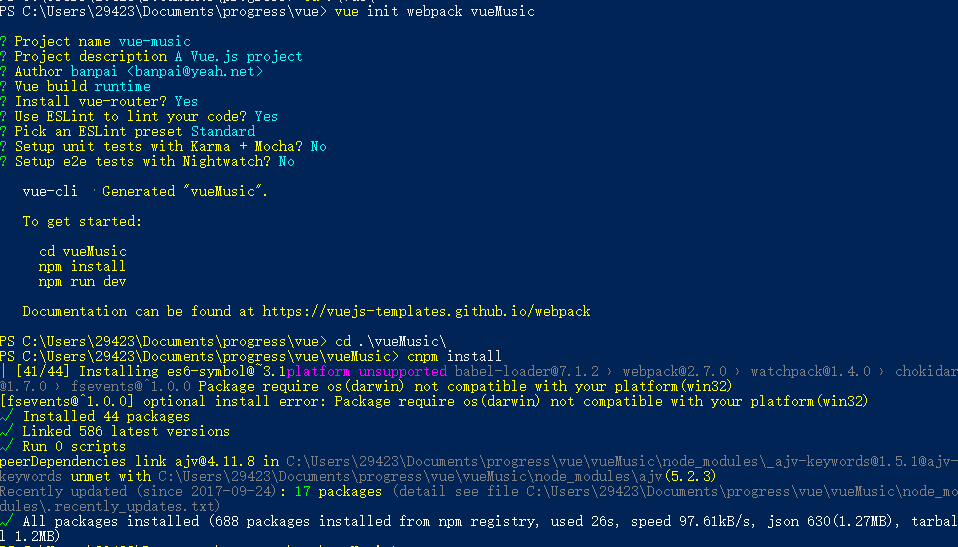 PS C:\Users\29423\Documents\progress\vue> vue init webpack vueMusic
? Project name vue-music
? Project description A Vue.js project
? Author banpai <banpai@yeah.net>
? Vue build runtime
? Install vue-router? Yes
? Use ESLint to lint your code? Yes
? Pick an ESLint preset Standard
? Setup unit tests with Karma + Mocha? No
? Setup e2e tests with Nightwatch? No
vue-cli · Generated "vueMusic".
To get started:
cd vueMusic
npm install
npm run dev
Documentation can be found at https://vuejs-templates.github.io/webpack
PS C:\Users\29423\Documents\progress\vue> cd .\vueMusic\
PS C:\Users\29423\Documents\progress\vue\vueMusic> cnpm install
| [41/44] Installing es6-symbol@~3.1platform unsupported babel-loader@7.1.2 › webpack@2.7.0 › watchpack@1.4.0 › chokidar
@1.7.0 › fsevents@^1.0.0 Package require os(darwin) not compatible with your platform(win32)
[fsevents@^1.0.0] optional install error: Package require os(darwin) not compatible with your platform(win32)
√ Installed 44 packages
√ Linked 586 latest versions
√ Run 0 scripts
peerDependencies link ajv@4.11.8 in C:\Users\29423\Documents\progress\vue\vueMusic\node_modules\_ajv-keywords@1.5.1@ajv-
keywords unmet with C:\Users\29423\Documents\progress\vue\vueMusic\node_modules\ajv(5.2.3)
Recently updated (since 2017-09-24): 17 packages (detail see file C:\Users\29423\Documents\progress\vue\vueMusic\node_mo
dules\.recently_updates.txt)
√ All packages installed (688 packages installed from npm registry, used 26s, speed 97.61kB/s, json 630(1.27MB), tarbal
l 1.2MB)